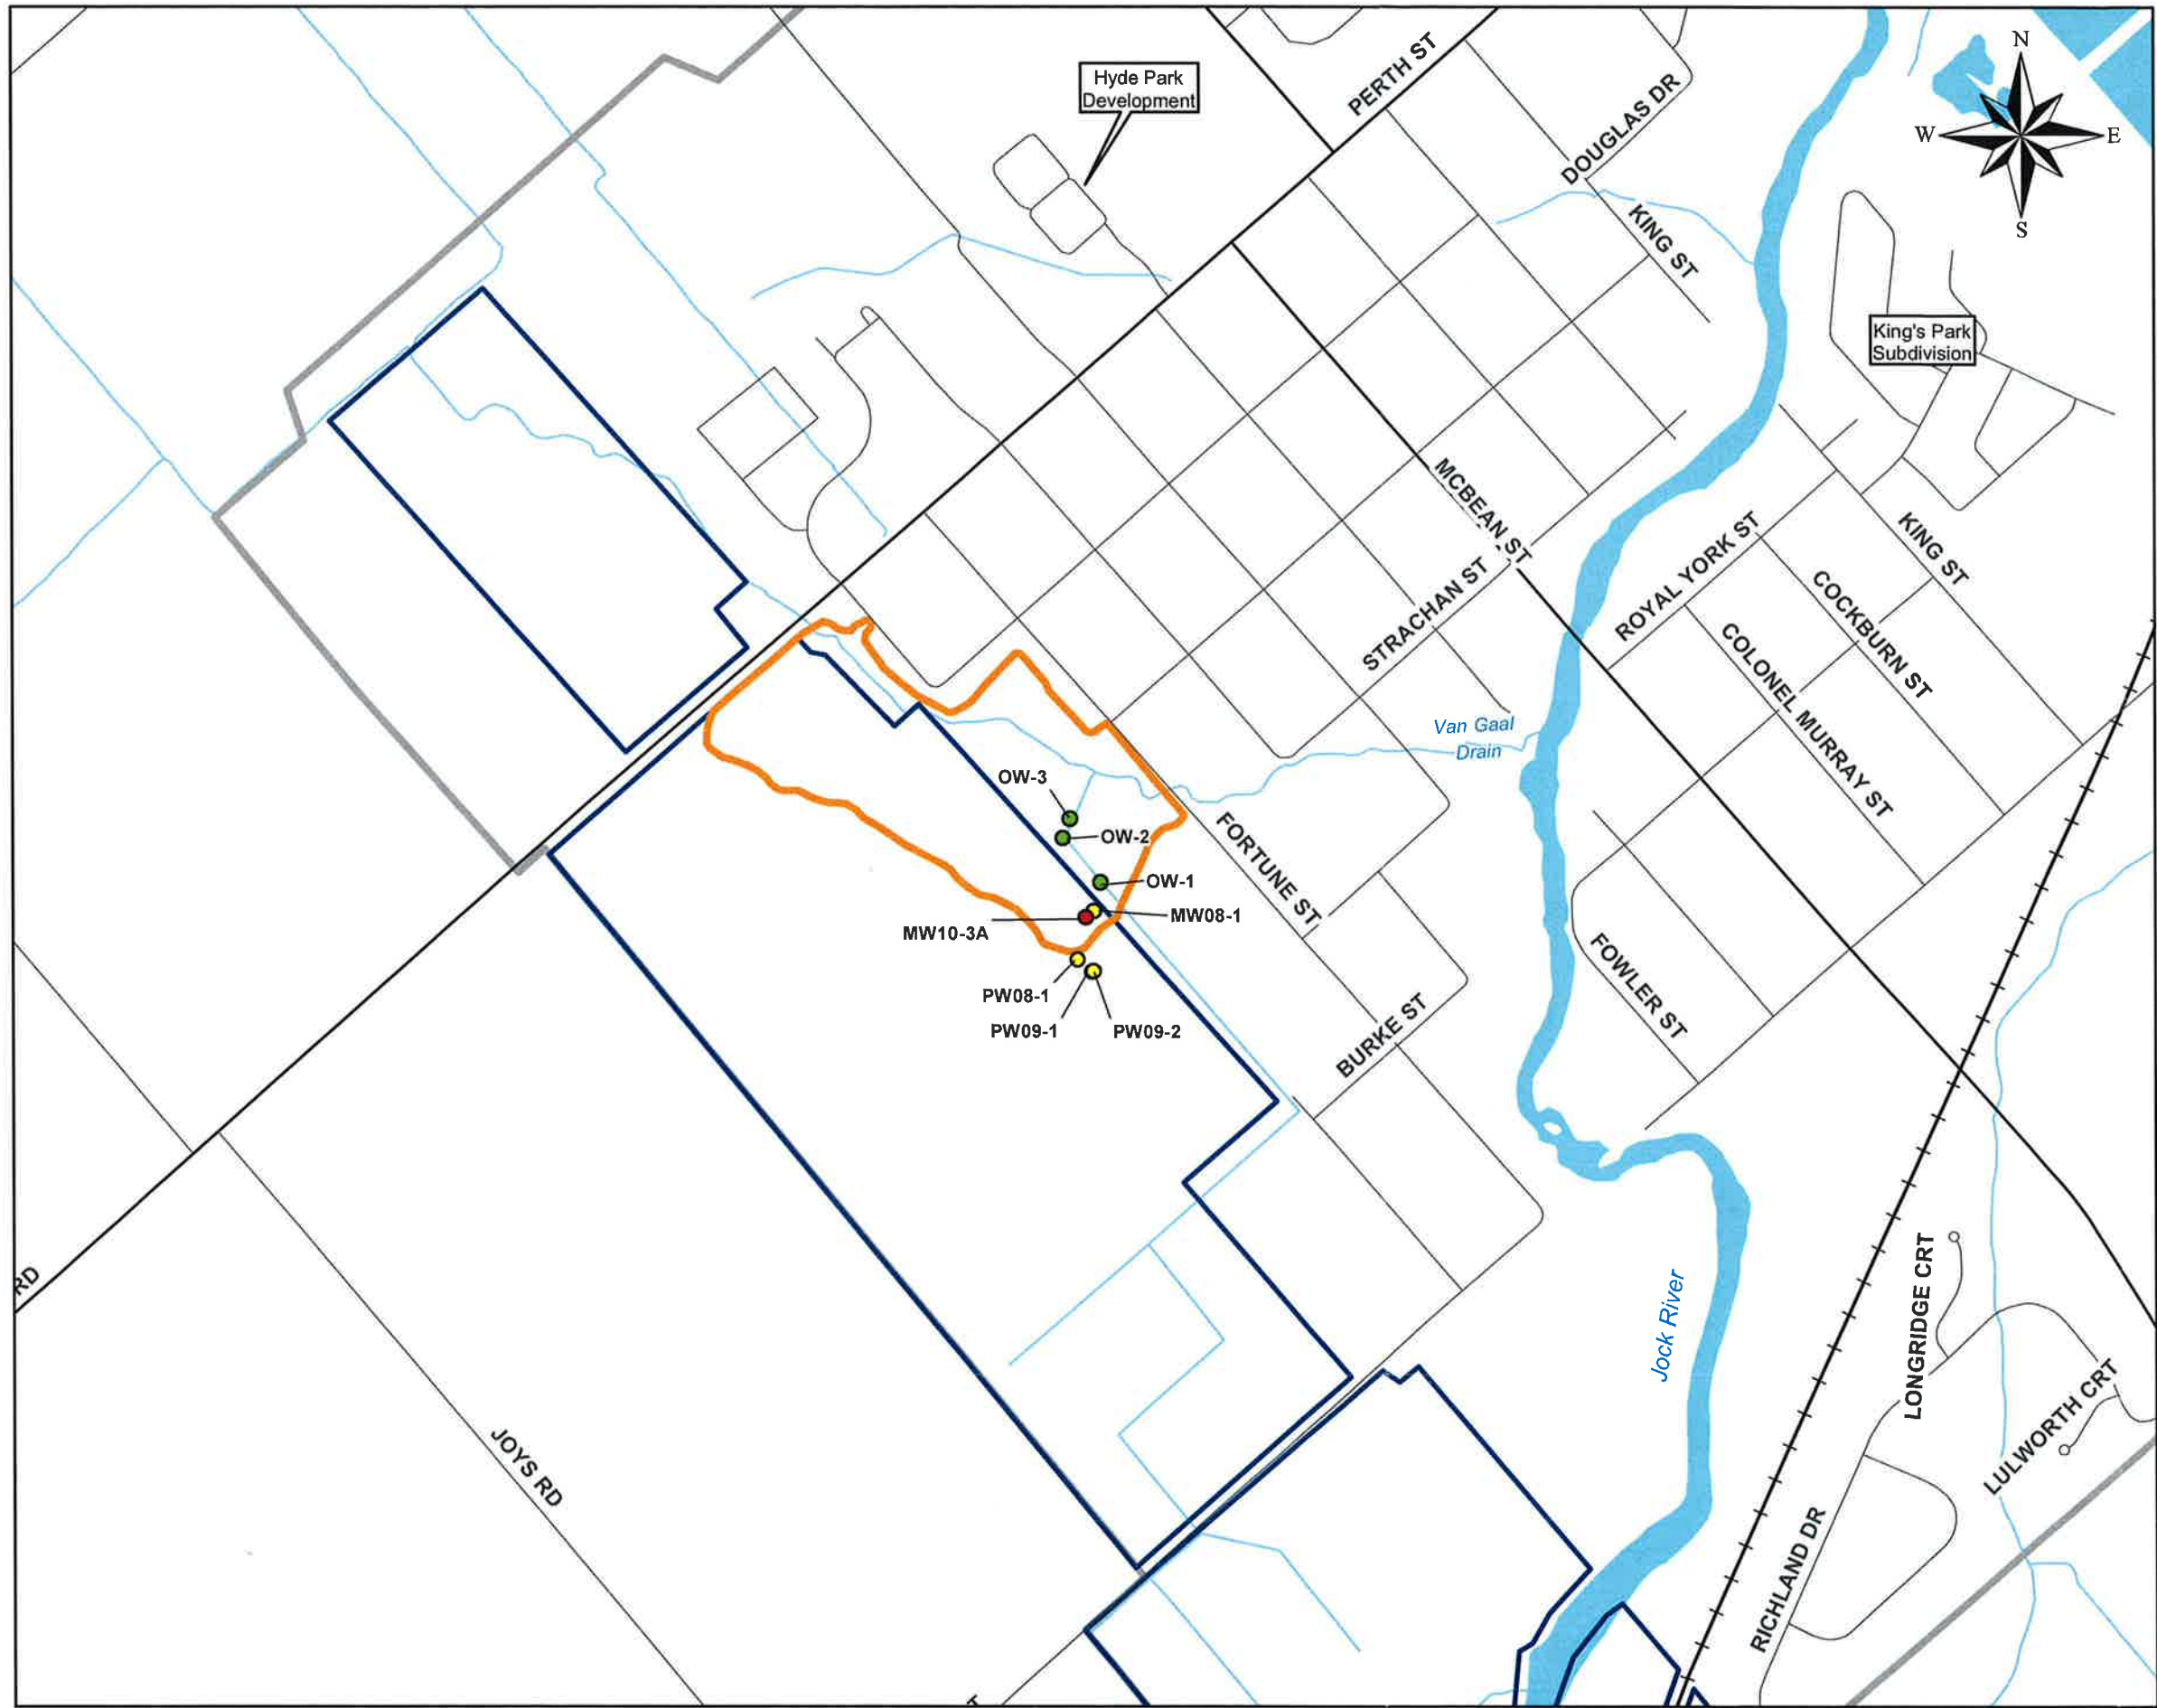 N
W
E
S
Hyde Park
Development
PERTH ST
DOUGLAS DR
KING ST
King's Park
Subdivision
MCBEAN ST
STRACHAN ST
ROYAL YORK ST
KING ST
COCKBURN ST
COLONEL MURRAY ST
Van Gaal
Drain
OW-3
OW-2
OW-1
FORTUNE ST
MW08-1
MW10-3A
PW08-1
PW09-1
PW09-2
FOWLER ST
BURKE ST
RD
Jock River
LONGRIDGE CRT
LULWORTH CRT
JOYS RD
RICHLAND DR